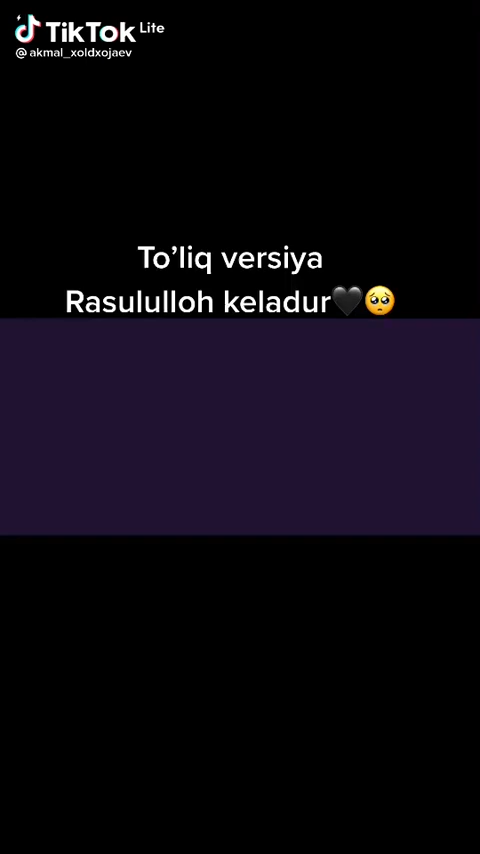 TikTok Lite
@akmal_xoldxojaev
To’liq versiya
Rasululloh keladur🖤🥺